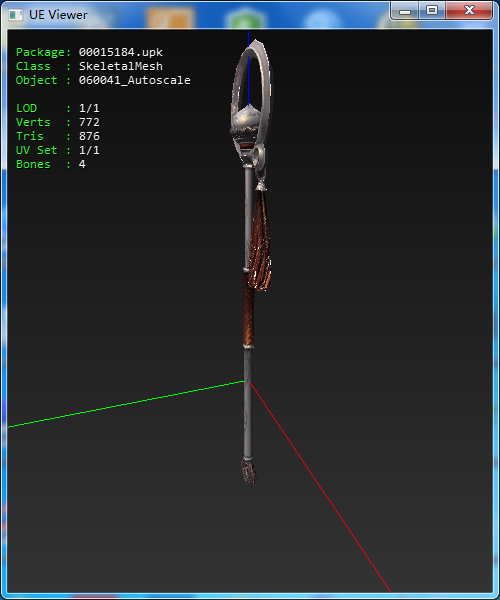 UE Viewer
Package: 00015184.upk
Class : SkeletalMesh
Object : 060041_Autoscale
LOD : 1/1
Verts : 772
Tris : 876
UV Set : 1/1
Bones : 4